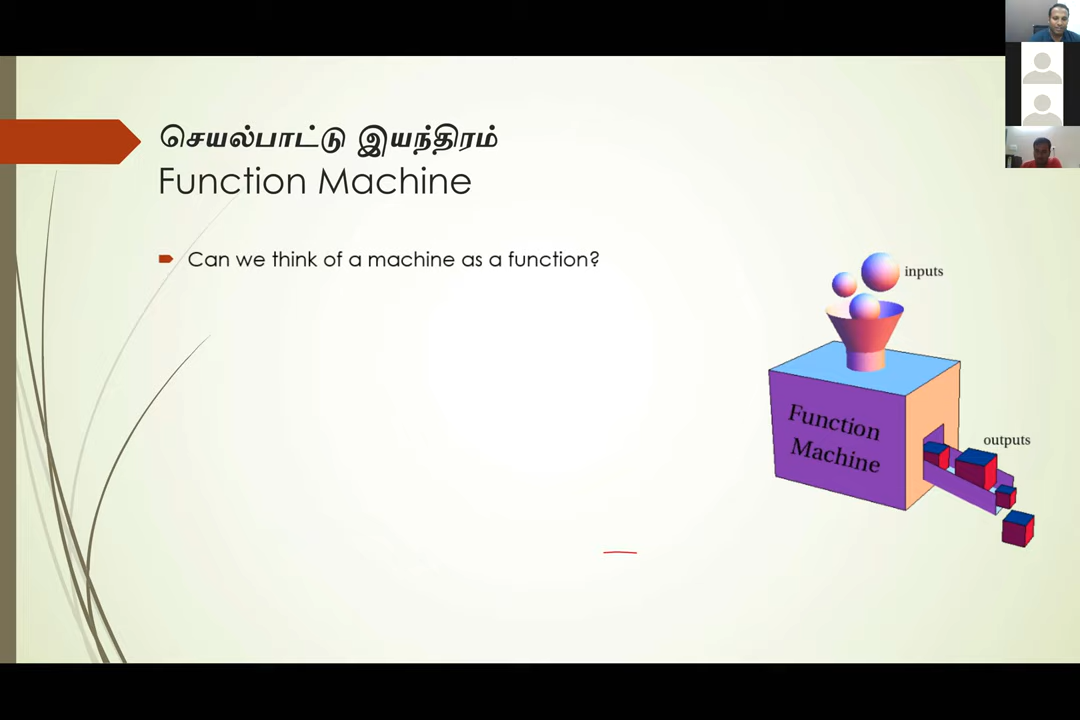 செயல்பாட்டு இயந்திரம்
Function Machine
Can we think of a machine as a function?
inputs
Function
Machine
outputs